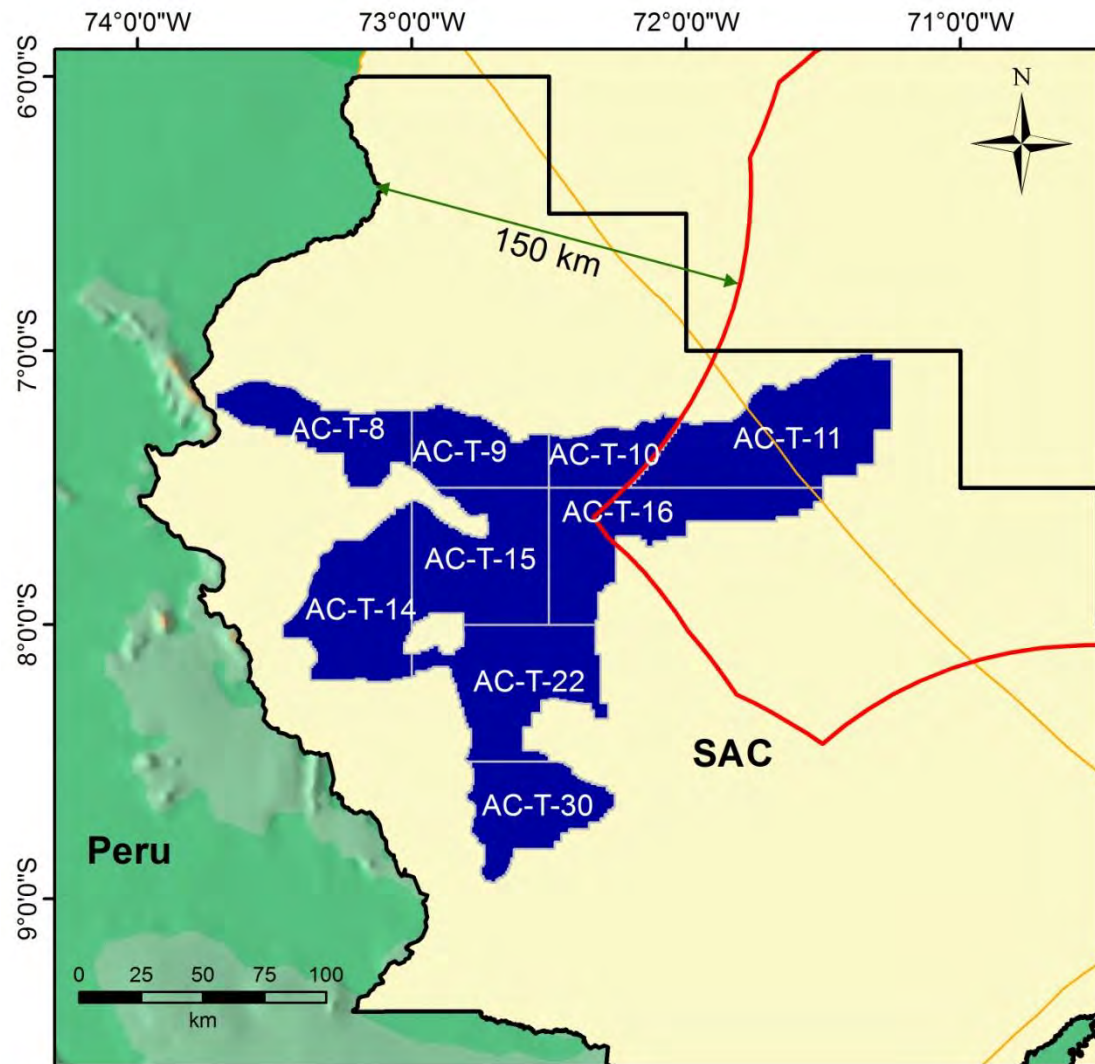 74°0'0"W 73°0'0"W 72°0'0"W 71°0'0"W
6°0'0"S
7°0'0"S
8°0'0"S
9°0'0"S
N
150 km
AC-T-8
AC-T-9
AC-T-10
AC-T-11
AC-T-16
AC-T-15
AC-T-14
AC-T-22
SAC
AC-T-30
Peru
0 25 50 75 100
km